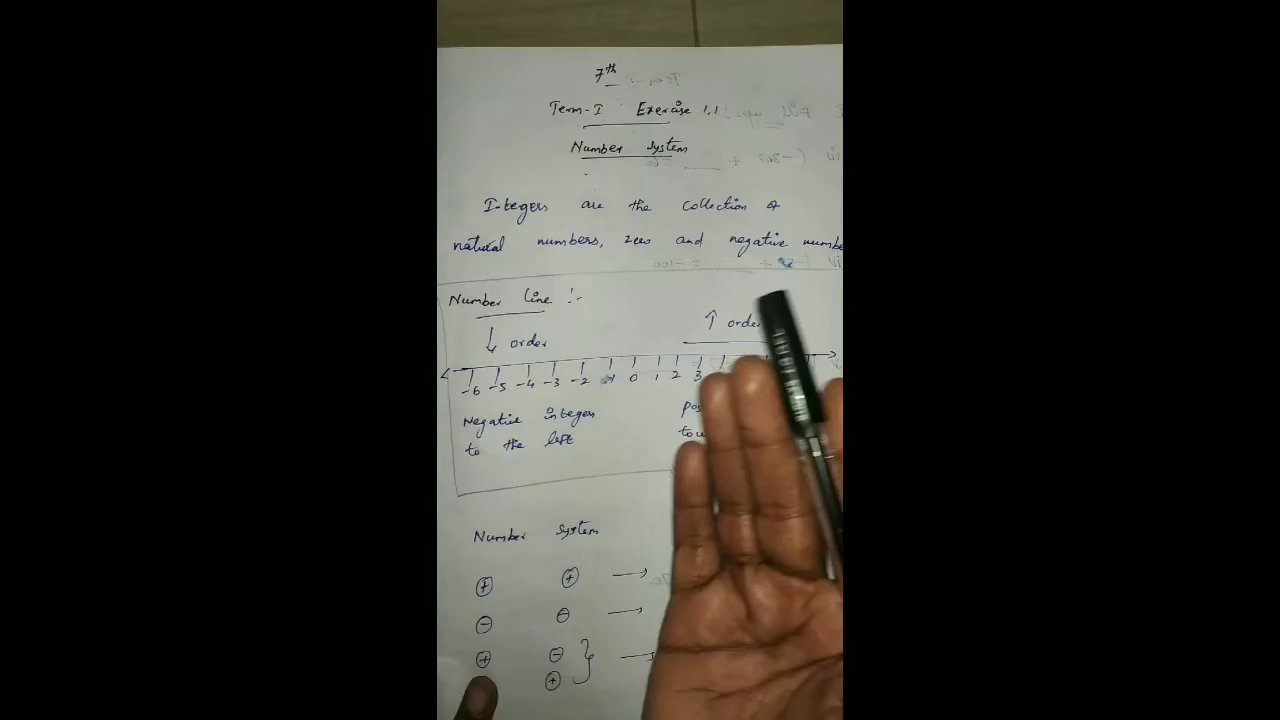 7th
Term-I Exercise 1.1
Number system
I-tegers are the collection of
natural numbers, zero and negative numbe
Number line :-
↓ order ↑ order
-6 -5 -4 -3 -2 -1 0 1 2 3
Negative integers
to the left
Number system
+ + →
- - →
+ - →
+